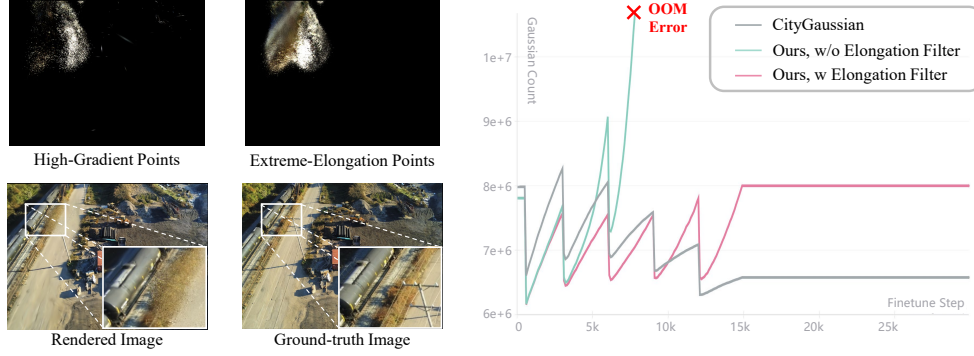 High-Gradient Points
Extreme-Elongation Points
Rendered Image
Ground-truth Image
OOM
Error
CityGaussian
Ours, w/o Elongation Filter
Ours, w Elongation Filter
Gaussian Count
1e+7
9e+6
8e+6
7e+6
6e+6
Finetune Step
0
5k
10k
15k
20k
25k